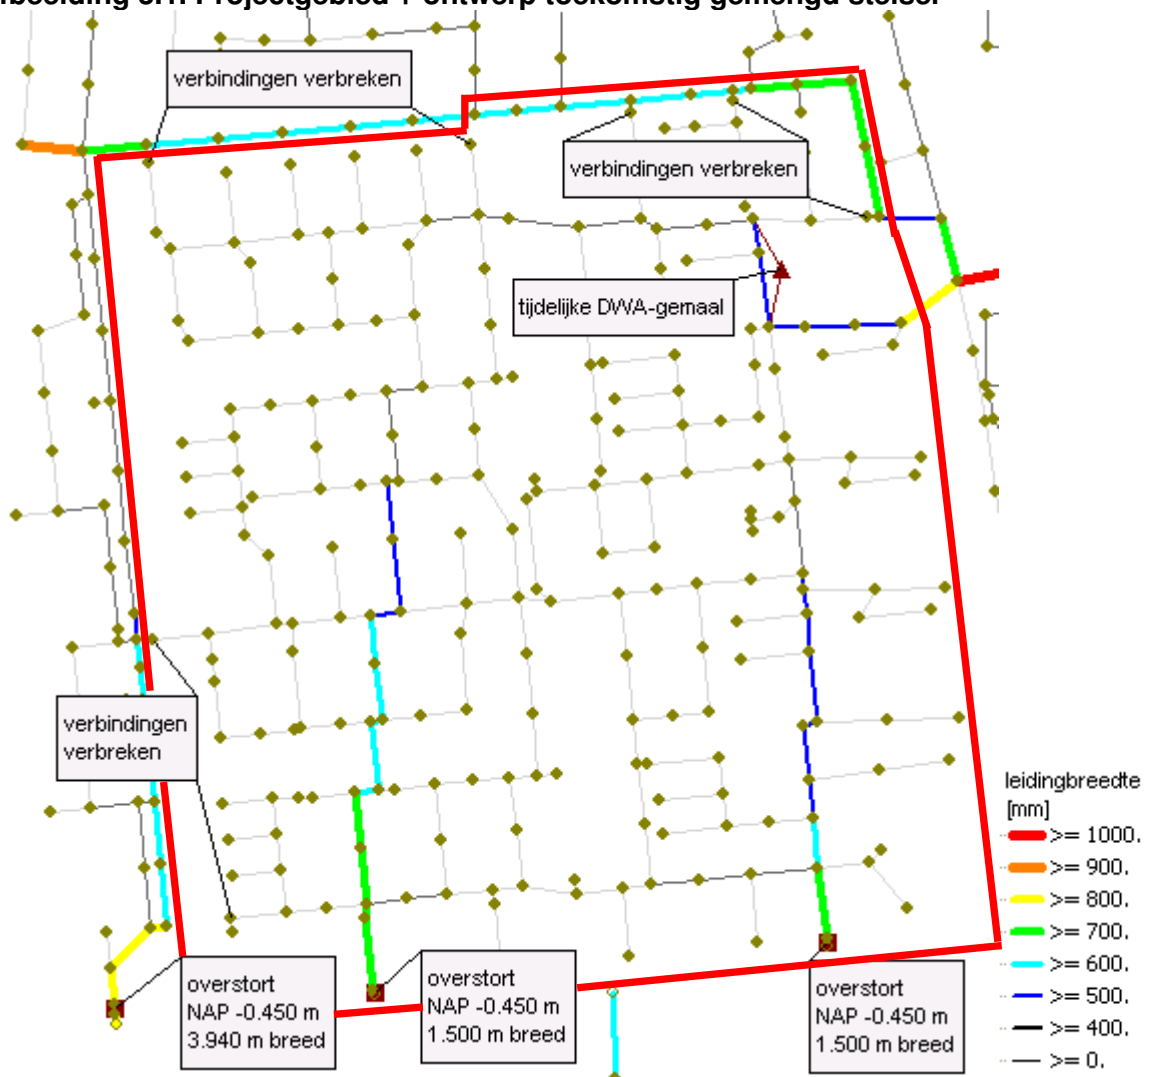 verbindingen verbreken
verbindingen verbreken
tijdelijke DWA-gemaal
verbindingen
verbreken
overstort
NAP -0.450 m
3.940 m breed
overstort
NAP -0.450 m
1.500 m breed
overstort
NAP -0.450 m
1.500 m breed
leidingbreedte
[mm]
>= 1000.
>= 900.
>= 800.
>= 700.
>= 600.
>= 500.
>= 400.
>= 0.